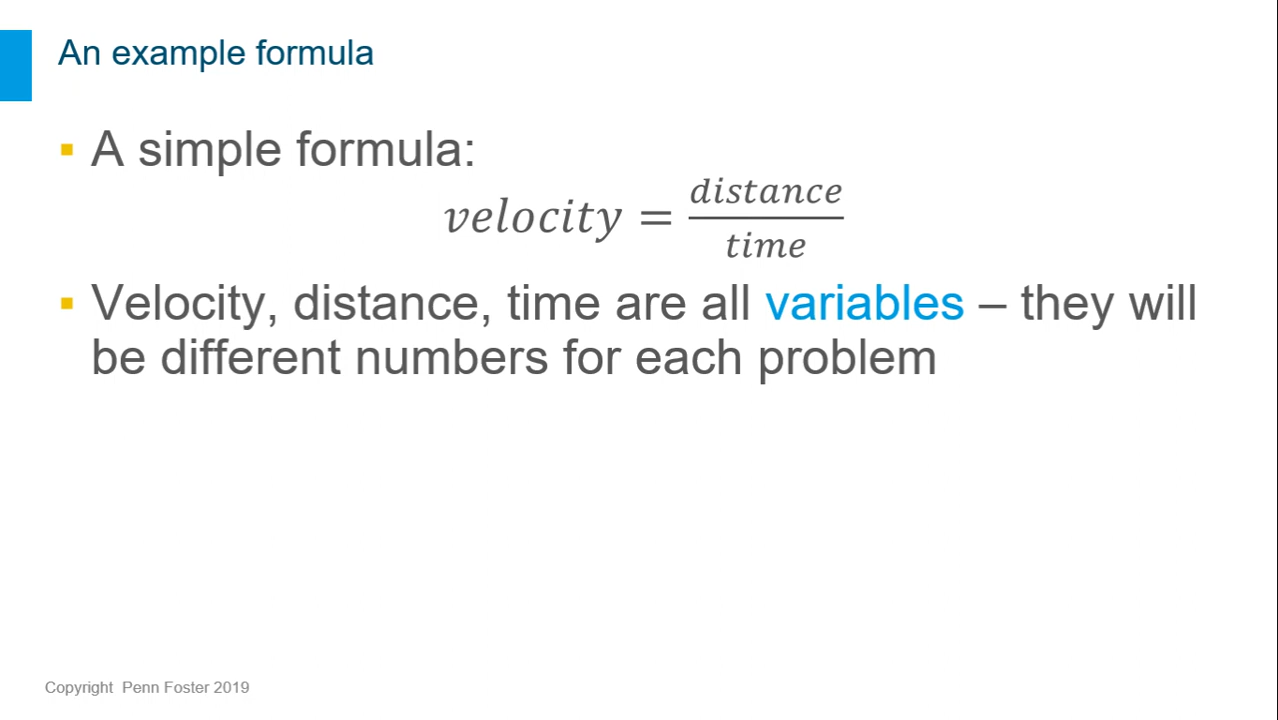 An example formula
▪ A simple formula:
velocity = distance/time
▪ Velocity, distance, time are all variables – they will
be different numbers for each problem
Copyright Penn Foster 2019